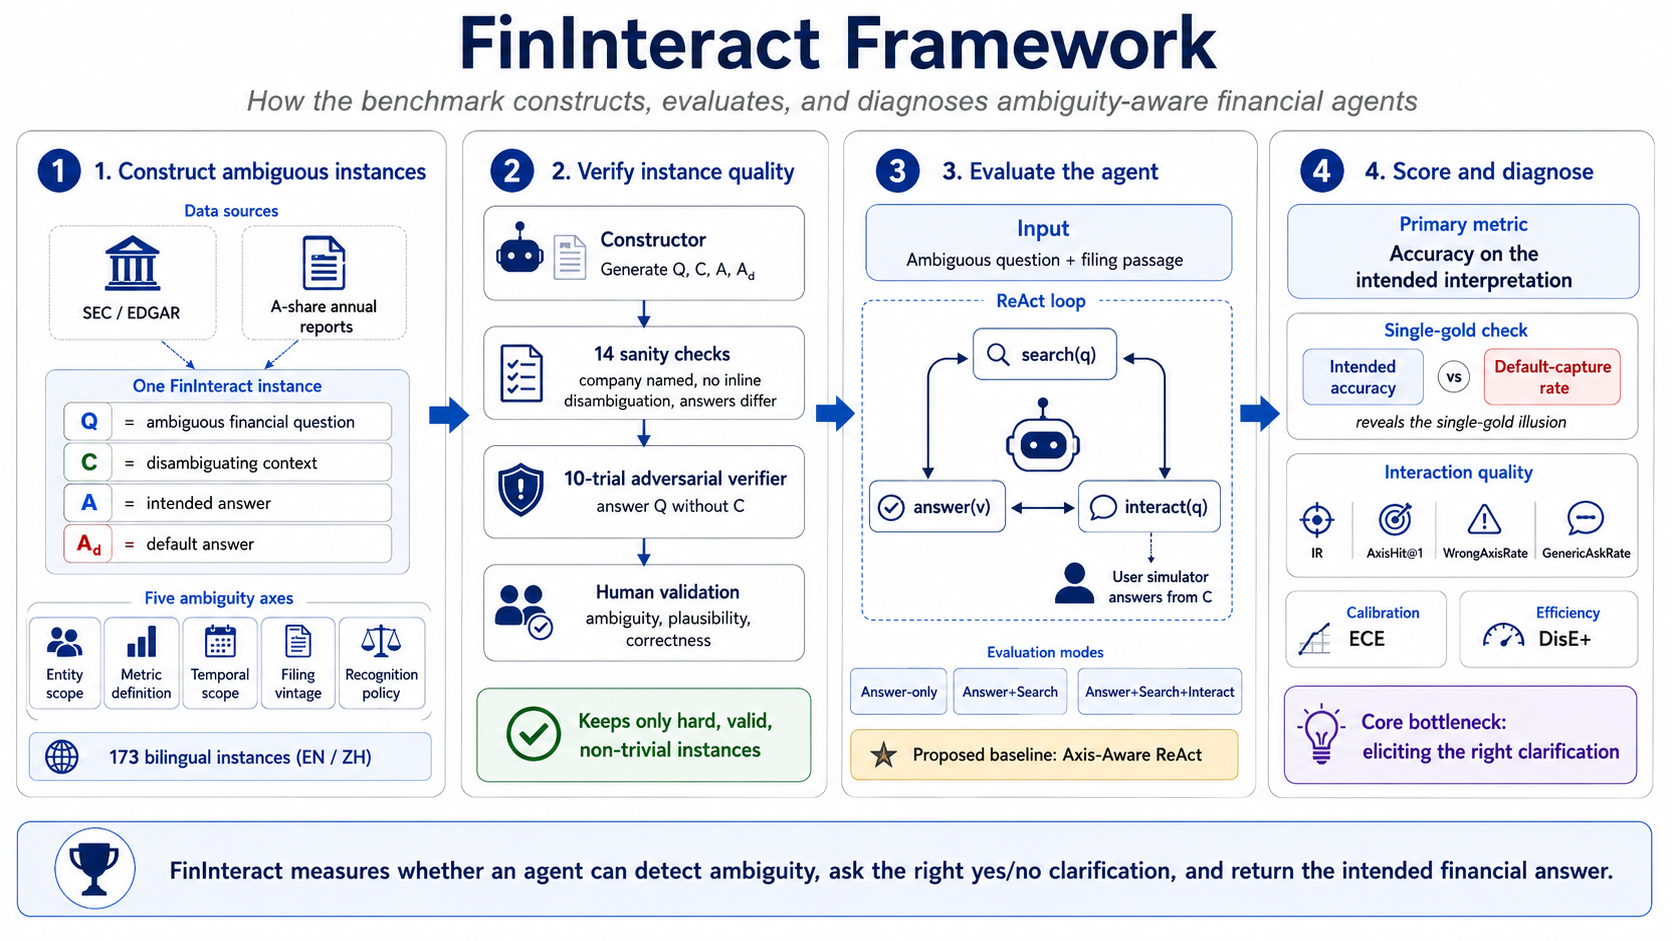 FinInteract Framework
How the benchmark constructs, evaluates, and diagnoses ambiguity-aware financial agents
1
1. Construct ambiguous instances
Data sources
SEC / EDGAR
A-share annual
reports
One FinInteract instance
Q = ambiguous financial question
C = disambiguating context
A = intended answer
Ad = default answer
Five ambiguity axes
Entity
scope
Metric
definition
Temporal
scope
Filing
vintage
Recognition
policy
173 bilingual instances (EN / ZH)
2
2. Verify instance quality
Constructor
Generate Q, C, A, Ad
14 sanity checks
company named, no inline
disambiguation, answers differ
10-trial adversarial verifier
answer Q without C
Human validation
ambiguity, plausibility,
correctness
Keeps only hard, valid,
non-trivial instances
3
3. Evaluate the agent
Input
Ambiguous question + filing passage
ReAct loop
search(q)
answer(v)
interact(q)
User simulator
answers from C
Evaluation modes
Answer-only
Answer+Search
Answer+Search+Interact
Proposed baseline: Axis-Aware ReAct
4
4. Score and diagnose
Primary metric
Accuracy on the
intended interpretation
Single-gold check
Intended
accuracy
vs
Default-capture
rate
reveals the single-gold illusion
Interaction quality
IR
AxisHit@1
WrongAxisRate
GenericAskRate
Calibration
ECE
Efficiency
DisE+
Core bottleneck:
eliciting the right clarification
FinInteract measures whether an agent can detect ambiguity, ask the right yes/no clarification, and return the intended financial answer.